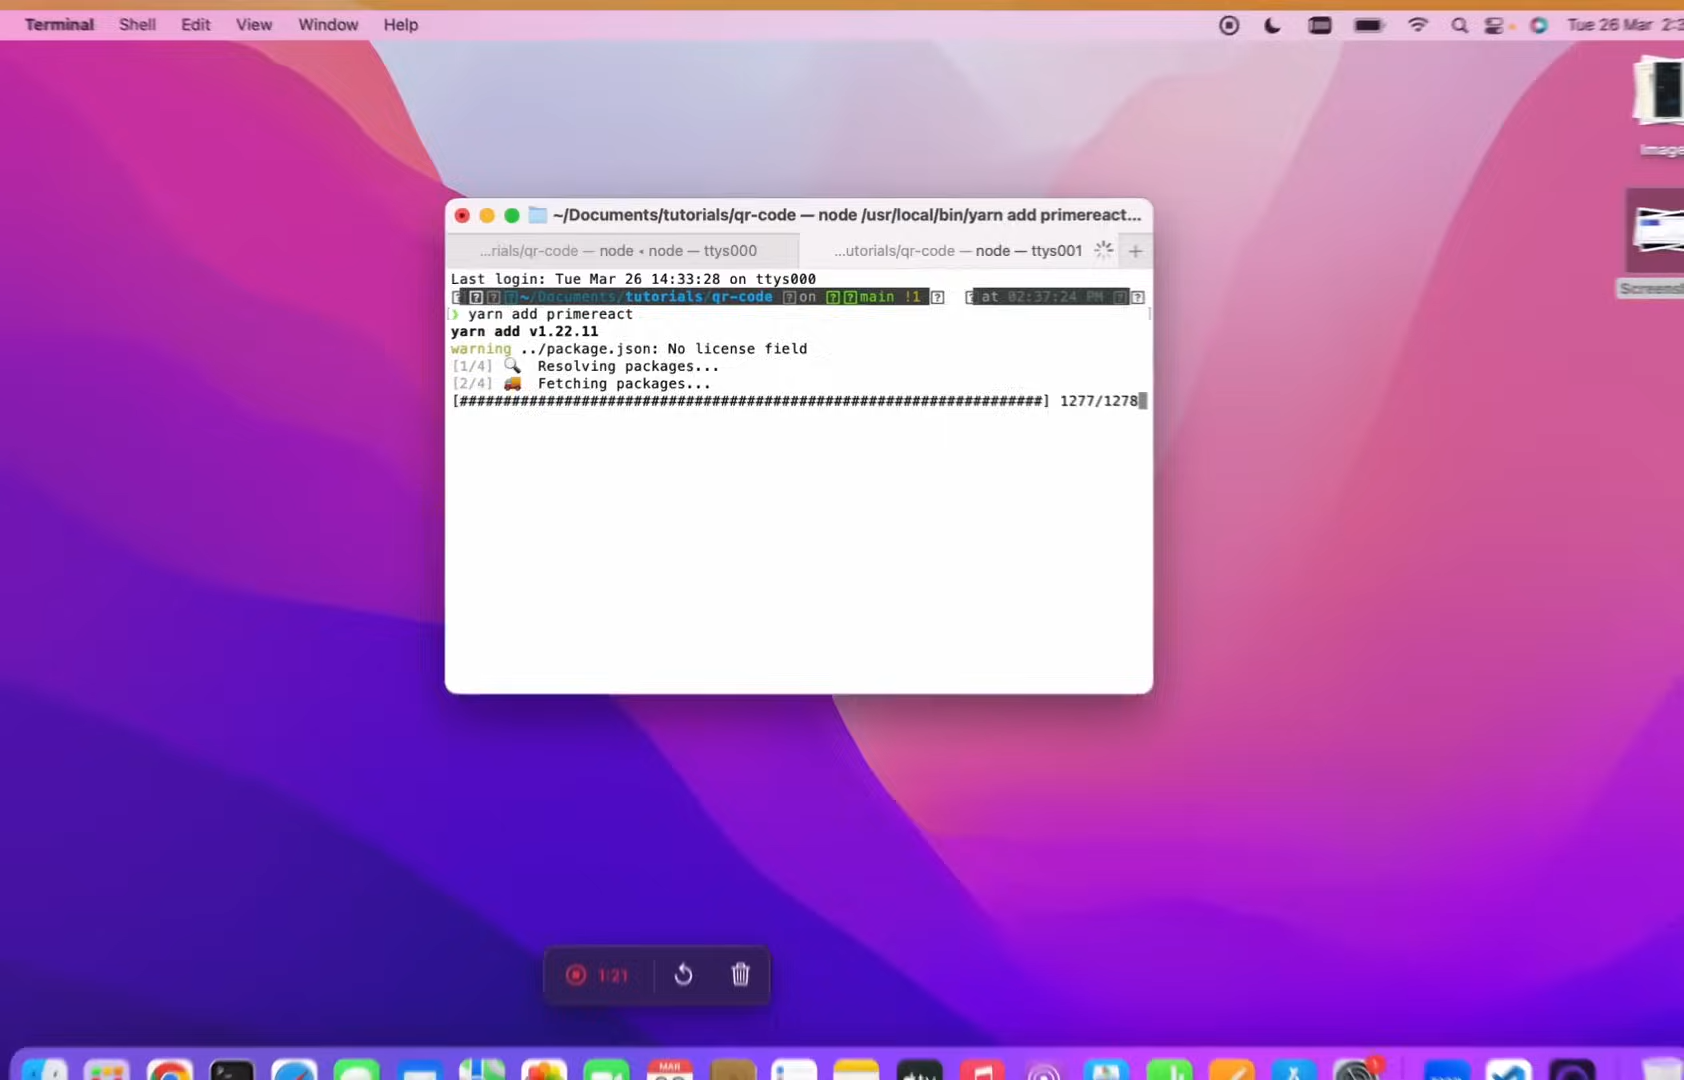 Terminal Shell Edit View Window Help Tue 26 Mar
Image
Screens
~/Documents/tutorials/qr-code — node /usr/local/bin/yarn add primereact...
...rials/qr-code — node • node — ttys000 ...utorials/qr-code — node — ttys001 +
Last login: Tue Mar 26 14:33:28 on ttys000
~/Documents/tutorials/qr-code on main !1 at 02:37:24 PM
❯ yarn add primereact
yarn add v1.22.11
warning ../package.json: No license field
[1/4] 🔍 Resolving packages...
[2/4] 🚚 Fetching packages...
[###################################################################] 1277/1278
1:21
MAR